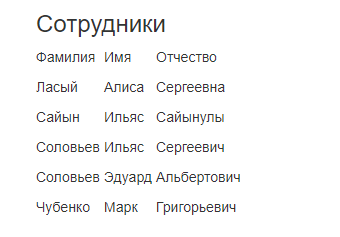 Сотрудники
Фамилия Имя Отчество
Ласый Алиса Сергеевна
Сайын Ильяс Сайынулы
Соловьев Ильяс Сергеевич
Соловьев Эдуард Альбертович
Чубенко Марк Григорьевич